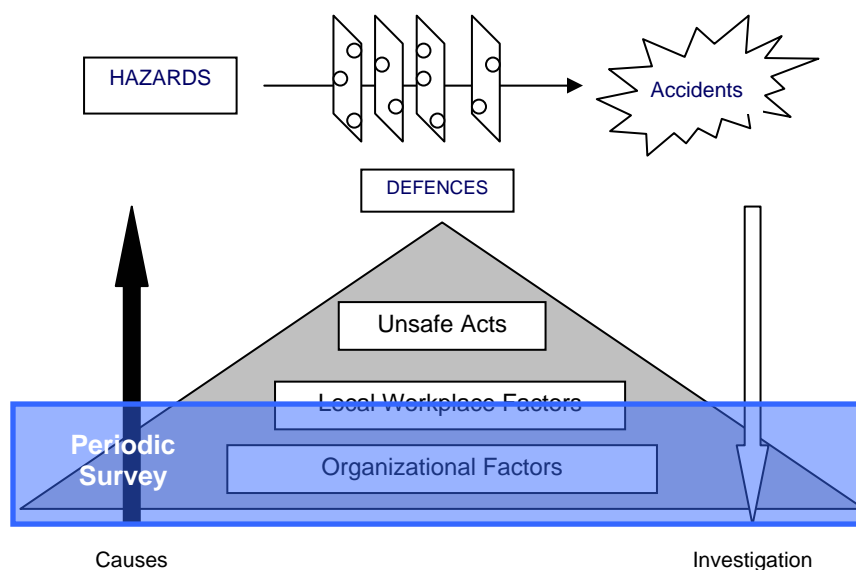 HAZARDS
Accidents
DEFENCES
Unsafe Acts
Local Workplace Factors
Periodic
Survey
Organizational Factors
Causes
Investigation